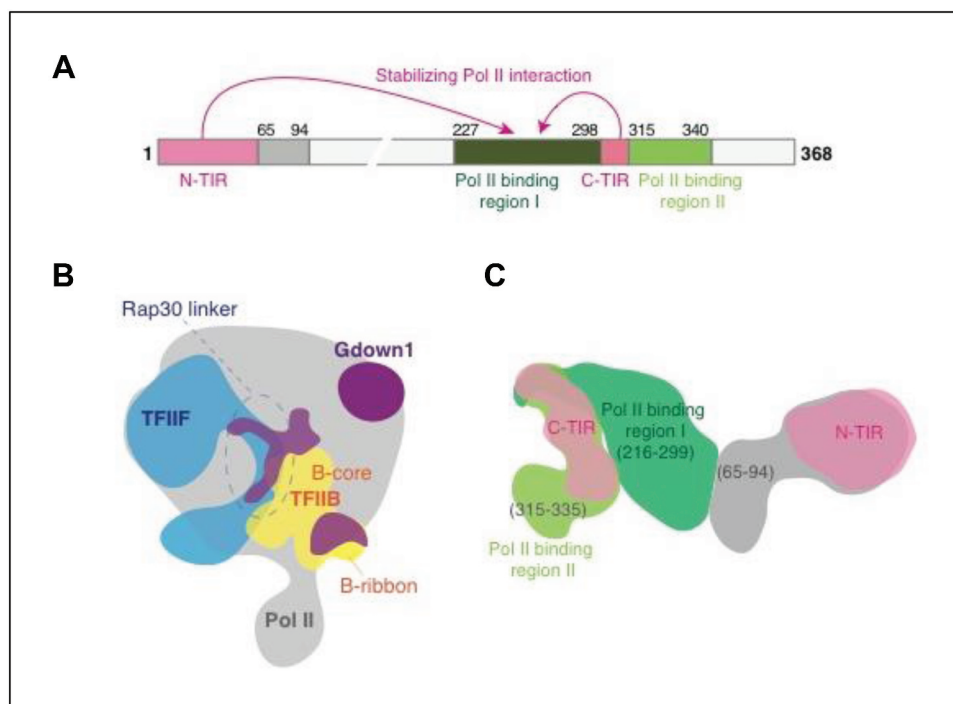 A
Stabilizing Pol II interaction
65 94 227 298 315 340
1 368
N-TIR Pol II binding C-TIR Pol II binding
region I region II
B
C
Rap30 linker
Gdown1
TFIIF
B-core
TFIIB
B-ribbon
Pol II
Pol II binding
C-TIR region I N-TIR
(216-299)
(65-94)
(315-335)
Pol II binding
region II